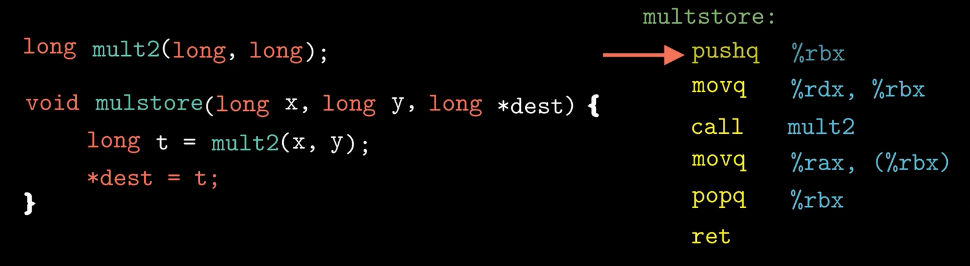 long mult2(long, long);
void mulstore(long x, long y, long *dest) {
long t = mult2(x, y);
*dest = t;
}
multstore:
pushq %rbx
movq %rdx, %rbx
call mult2
movq %rax, (%rbx)
popq %rbx
ret